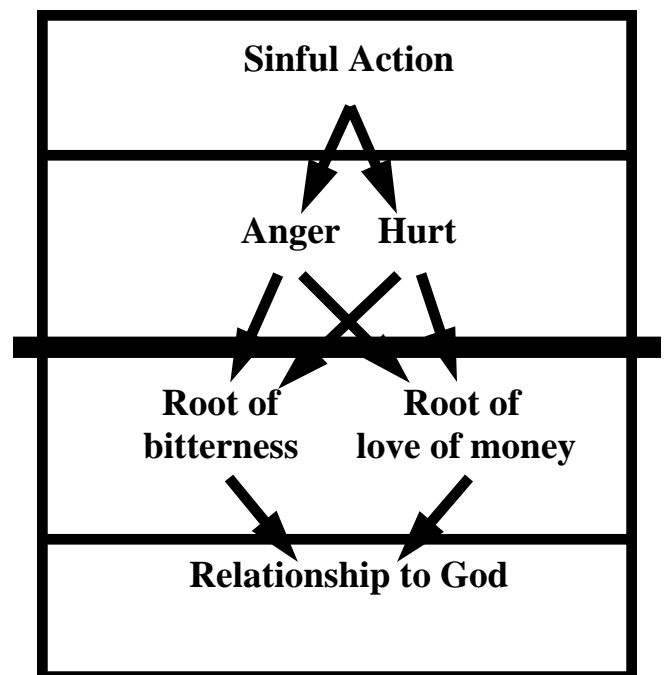 Sinful Action
Anger Hurt
Root of Root of
bitterness love of money
Relationship to God